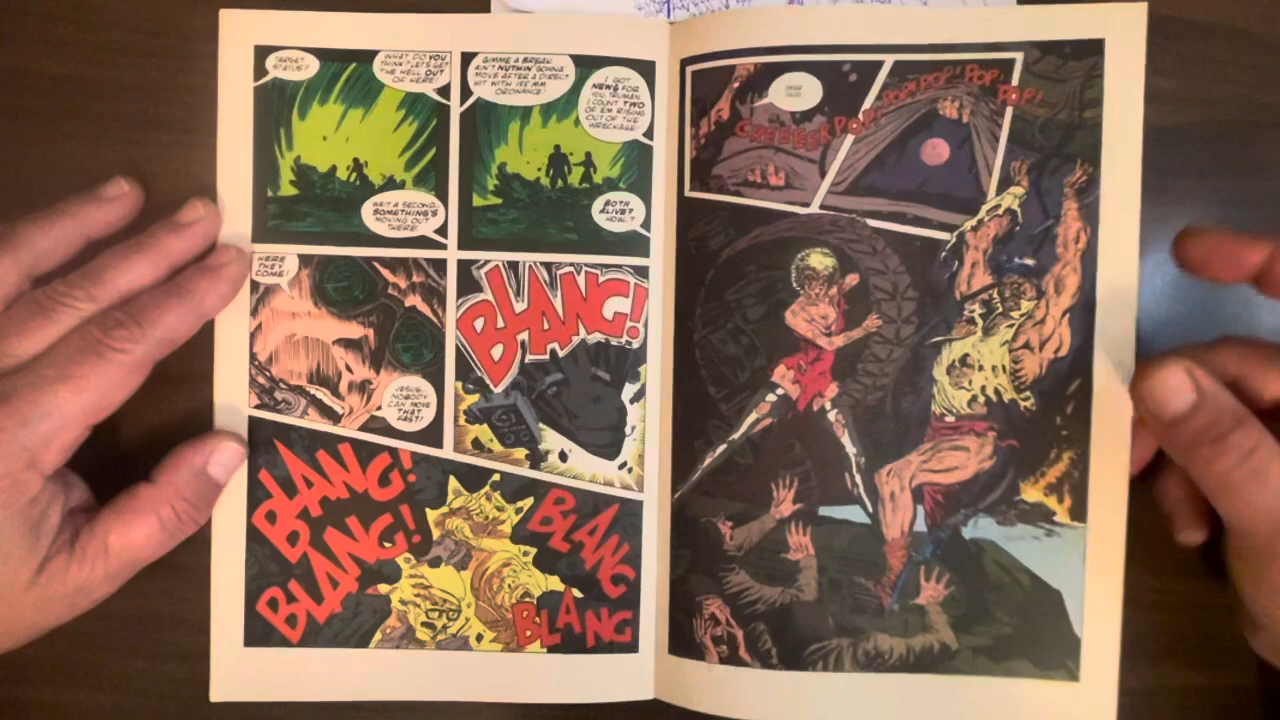 TARGET
STATUS?
WHAT DO YOU
THINK? LET'S GET
THE HELL OUT
OF HERE!
WAIT A SECOND...
SOMETHING'S
MOVING OUT
THERE!
GIMME A BREAK.
AIN'T NUTHIN' GONNA
MOVE AFTER A DIRECT
HIT WITH 155 MM
ORDNANCE!
I GOT
NEWS FOR
YOU, TRUMAN.
I COUNT TWO
OF EM RISING
OUT OF THE
WRECKAGE!
BOTH
ALIVE?
HOW?
HERE
THEY
COME!
JESUS...
NOBODY
CAN MOVE
THAT
FAST!
BLANG!
BLANG!
BLANG!
BLANG
BLANG
POP! POP! POP!
POP!